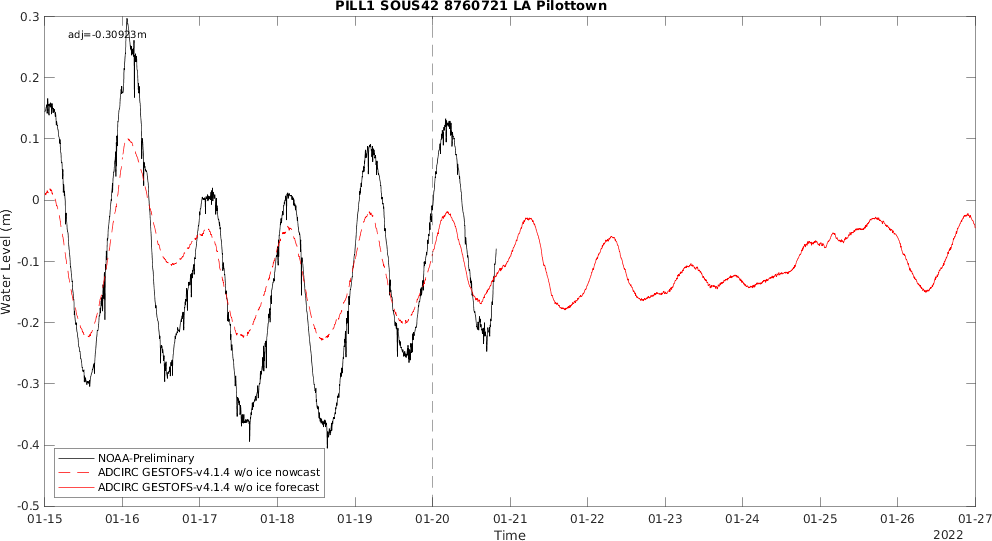 PILL1 SOUS42 8760721 LA Pilottown
adj=-0.30923m
0.3
0.2
0.1
0
-0.1
-0.2
-0.3
-0.4
-0.5
Water Level (m)
NOAA-Preliminary
ADCIRC GESTOFS-v4.1.4 w/o ice nowcast
ADCIRC GESTOFS-v4.1.4 w/o ice forecast
01-15 01-16 01-17 01-18 01-19 01-20 01-21 01-22 01-23 01-24 01-25 01-26 01-27
Time
2022